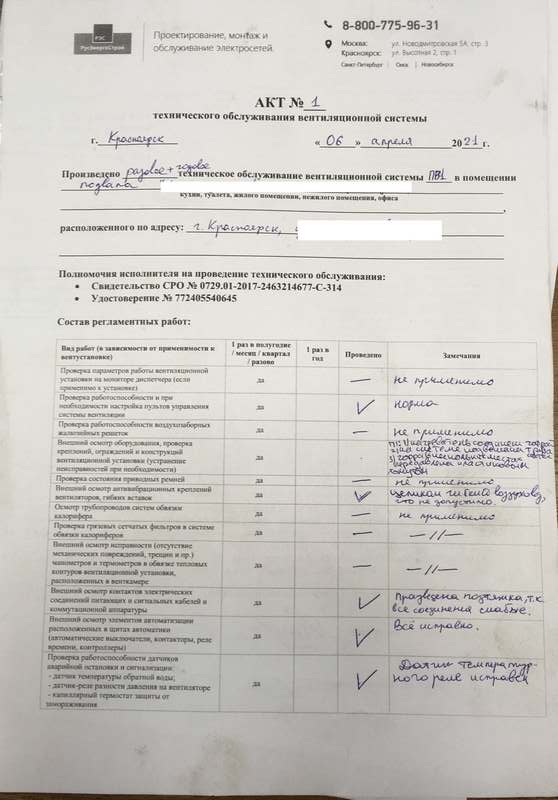 РЭС
РусЭнергоСтрой
Проектирование, монтаж и
обслуживание электросетей.
8-800-775-96-31
Москва: ул. Новодмитровская 5А, стр. 3
Красноярск: ул. Высотная 2, стр. 1
Санкт-Петербург | Сочи | Новосибирск
АКТ № 1
технического обслуживания вентиляционной системы
г. Красноярск « 06 » апреля 2021 г.
Произведено разовое + годовое техническое обслуживание вентиляционной системы ПВ1 в помещении
подвала
кухни, туалета, жилого помещения, нежилого помещения, офиса
расположенного по адресу: г. Красноярск,
Полномочия исполнителя на проведение технического обслуживания:
• Свидетельство СРО № 0729.01-2017-2463214677-С-314
• Удостоверение № 772405540645
Состав регламентных работ:
Вид работ (в зависимости от применимости к вентустановке) 1 раз в полугодие / месяц / квартал / разово 1 раз в год Проведено Замечания
Проверка параметров работы вентиляционной
установки на мониторе диспетчера (если
применимо к установке) да — не применимо
Проверка работоспособности и при
необходимости настройка пультов управления
системы вентиляции да ✓ норма
Проверка работоспособности воздухозаборных
жалюзийных решеток да — не применимо
Внешний осмотр оборудования, проверка
креплений, ограждений и конструкций
вентиляционной установки (устранение
неисправностей при необходимости) да
Проверка состояния приводных ремней да — не применимо
Внешний осмотр антивибрационных креплений
вентиляторов, гибких вставок да ✓ целиком гибкий воздуховод,
что не допустимо.
Осмотр трубопроводов систем обвязки
калорифера да — не применимо
Проверка грязевых сетчатых фильтров в системе
обвязки калориферов да — —//—
Внешний осмотр исправности (отсутствие
механических повреждений, трещин и пр.)
манометров и термометров в обвязке тепловых
контуров вентиляционной установки,
расположенных в венткамере да — —//—
Внешний осмотр контактов электрических
соединений питающих и сигнальных кабелей и
коммутационной аппаратуры да ✓ Празведена подтяжка, т.к.
все соединения слабые.
Внешний осмотр элементов автоматизации
расположенных в щитах автоматики
(автоматические выключатели, контакторы, реле
времени, контроллеры) да ✓ Всё исправно.
Проверка работоспособности датчиков
аварийной остановки и сигнализации:
- датчик температуры обратной воды;
- датчик-реле разности давления на вентиляторе
- капиллярный термостат защиты от
замораживания да ✓ Датчик температур-
ного реле исправен